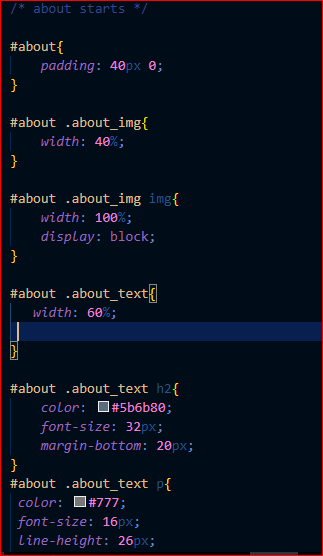 /* about starts */
#about{
    padding: 40px 0;
}
#about .about_img{
    width: 40%;
}
#about .about_img img{
    width: 100%;
    display: block;
}
#about .about_text{
   width: 60%;
}
#about .about_text h2{
    color: #5b6b80;
    font-size: 32px;
    margin-bottom: 20px;
}
#about .about_text p{
 color: #777;
 font-size: 16px;
 line-height: 26px;